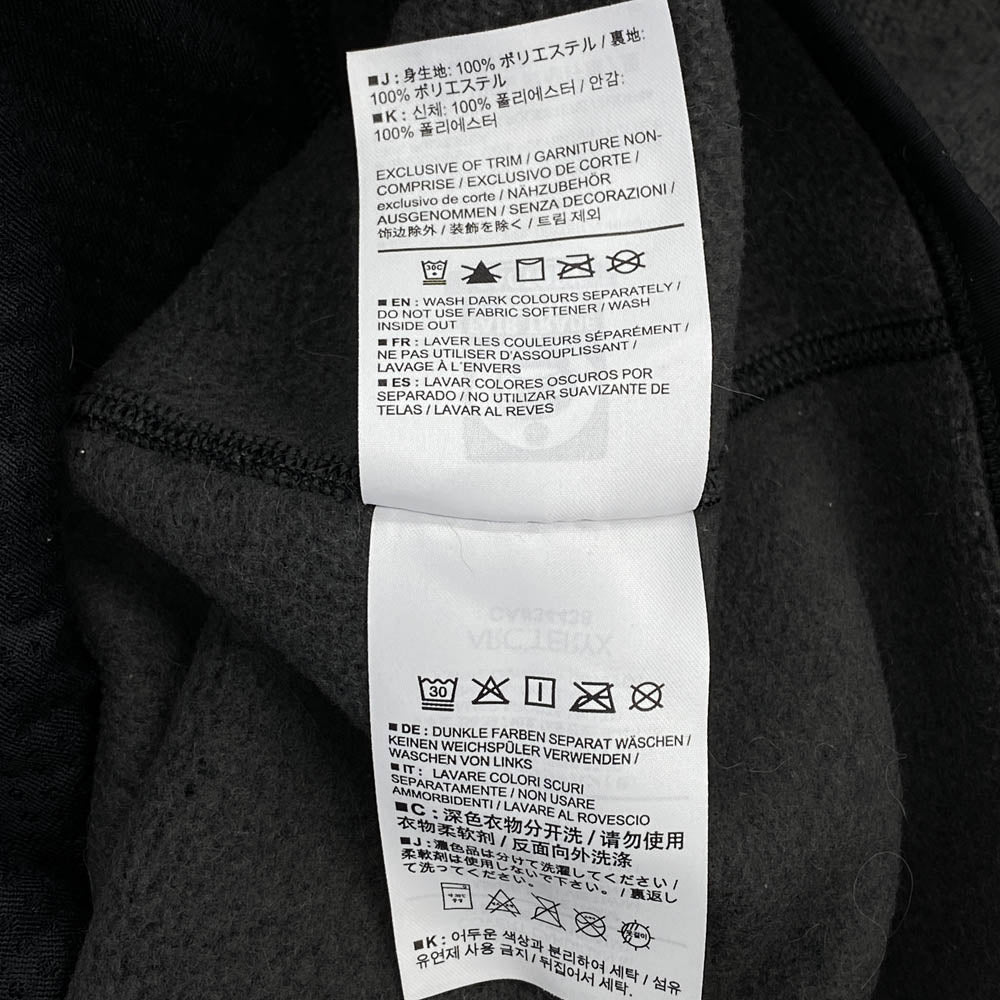 ■J : 身生地: 100% ポリエステル / 裏地:
100% ポリエステル
■K : 신체: 100% 폴리에스터 / 안감:
100% 폴리에스터
EXCLUSIVE OF TRIM / GARNITURE NON-
COMPRISE / EXCLUSIVO DE CORTE /
exclusivo de corte / NÄHZUBEHÖR
AUSGENOMMEN / SENZA DECORAZIONI /
饰边除外 / 装飾を除く / 트림 제외
30C
■ EN : WASH DARK COLOURS SEPARATELY /
DO NOT USE FABRIC SOFTENER / WASH
INSIDE OUT
■ FR : LAVER LES COULEURS SÉPARÉMENT /
NE PAS UTILISER D'ASSOUPLISSANT /
LAVAGE À L'ENVERS
■ ES : LAVAR COLORES OSCUROS POR
SEPARADO / NO UTILIZAR SUAVIZANTE DE
TELAS / LAVAR AL REVES
CA#34438
ARC'TERYX
30
■ DE : DUNKLE FARBEN SEPARAT WÄSCHEN /
KEINEN WEICHSPÜLER VERWENDEN /
WASCHEN VON LINKS
■ IT : LAVARE COLORI SCURI
SEPARATAMENTE / NON USARE
AMMORBIDENTI / LAVARE AL ROVESCIO
■C : 深色衣物分开洗 / 请勿使用
衣物柔软剂 / 反面向外洗涤
■J : 濃色品は分けて洗濯してください /
柔軟剤は使用しないで下さい。 / 裏返し
て洗ってください。
■K : 어두운 색상과 분리하여 세탁 / 섬유
유연제 사용 금지 / 뒤집어서 세탁.